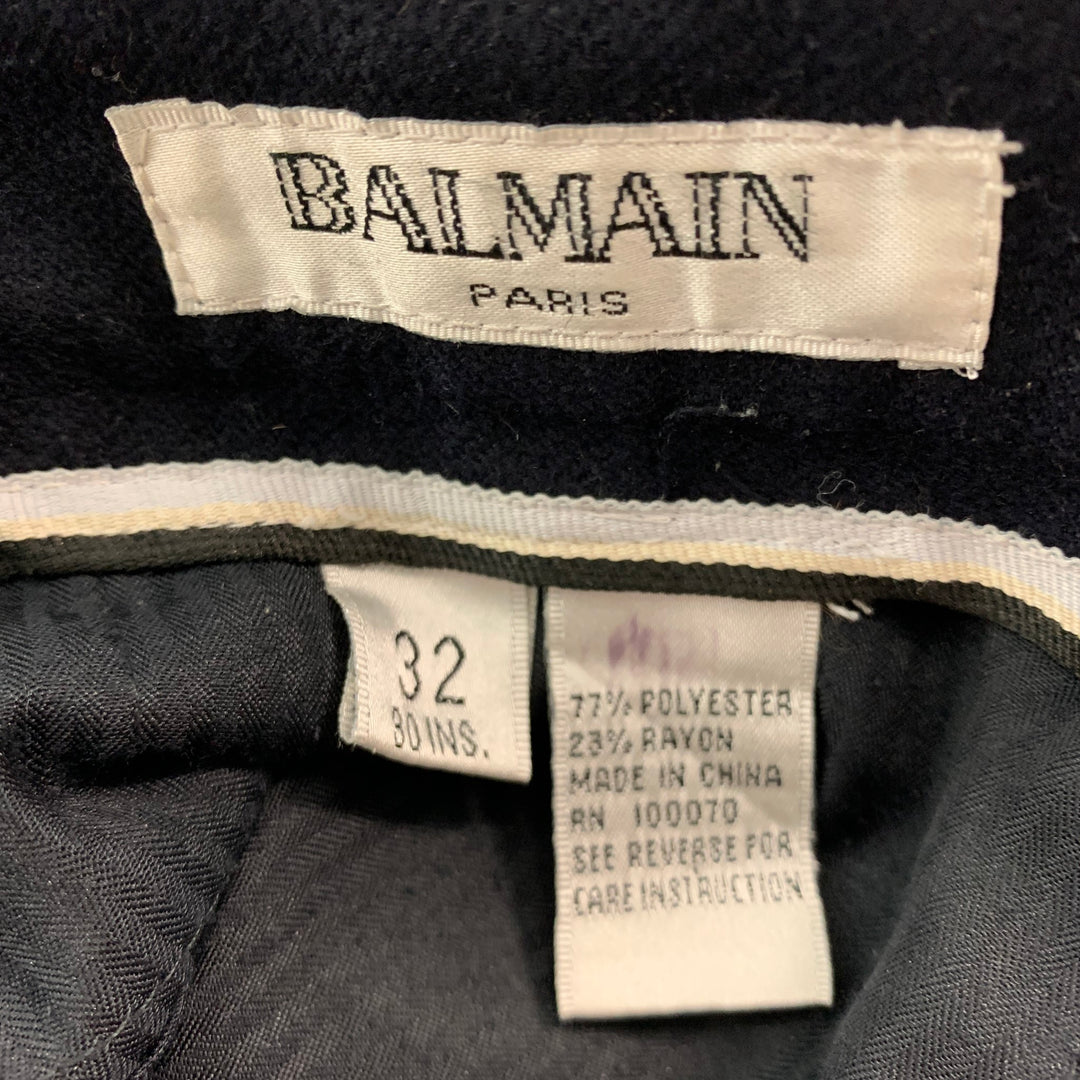 BALMAIN
PARIS
32
30 INS.
77% POLYESTER
23% RAYON
MADE IN CHINA
RN 100070
SEE REVERSE FOR
CARE INSTRUCTION